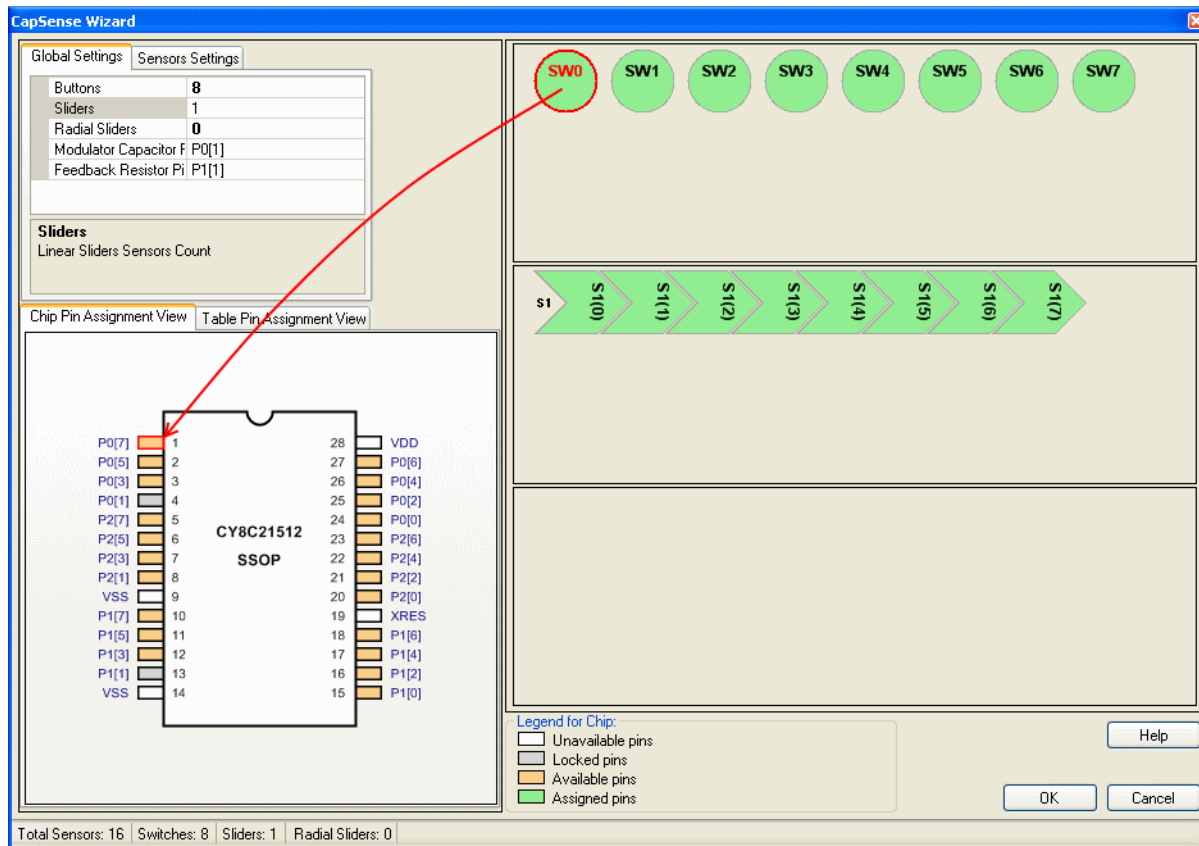 CapSense Wizard
Global Settings Sensors Settings
Buttons 8
Sliders 1
Radial Sliders 0
Modulator Capacitor P P0[1]
Feedback Resistor Pi P1[1]
Sliders
Linear Sliders Sensors Count
SW0 SW1 SW2 SW3 SW4 SW5 SW6 SW7
S1 S1(0) S1(1) S1(2) S1(3) S1(4) S1(5) S1(6) S1(7)
Chip Pin Assignment View Table Pin Assignment View
P0[7] 1 28 VDD
P0[5] 2 27 P0[6]
P0[3] 3 26 P0[4]
P0[1] 4 25 P0[2]
P2[7] 5 24 P0[0]
P2[5] 6 23 P2[6]
P2[3] 7 22 P2[4]
P2[1] 8 21 P2[2]
VSS 9 20 P2[0]
P1[7] 10 19 XRES
P1[5] 11 18 P1[6]
P1[3] 12 17 P1[4]
P1[1] 13 16 P1[2]
VSS 14 15 P1[0]
CY8C21512
SSOP
Legend for Chip:
Unavailable pins
Locked pins
Available pins
Assigned pins
Help
OK Cancel
Total Sensors: 16 Switches: 8 Sliders: 1 Radial Sliders: 0